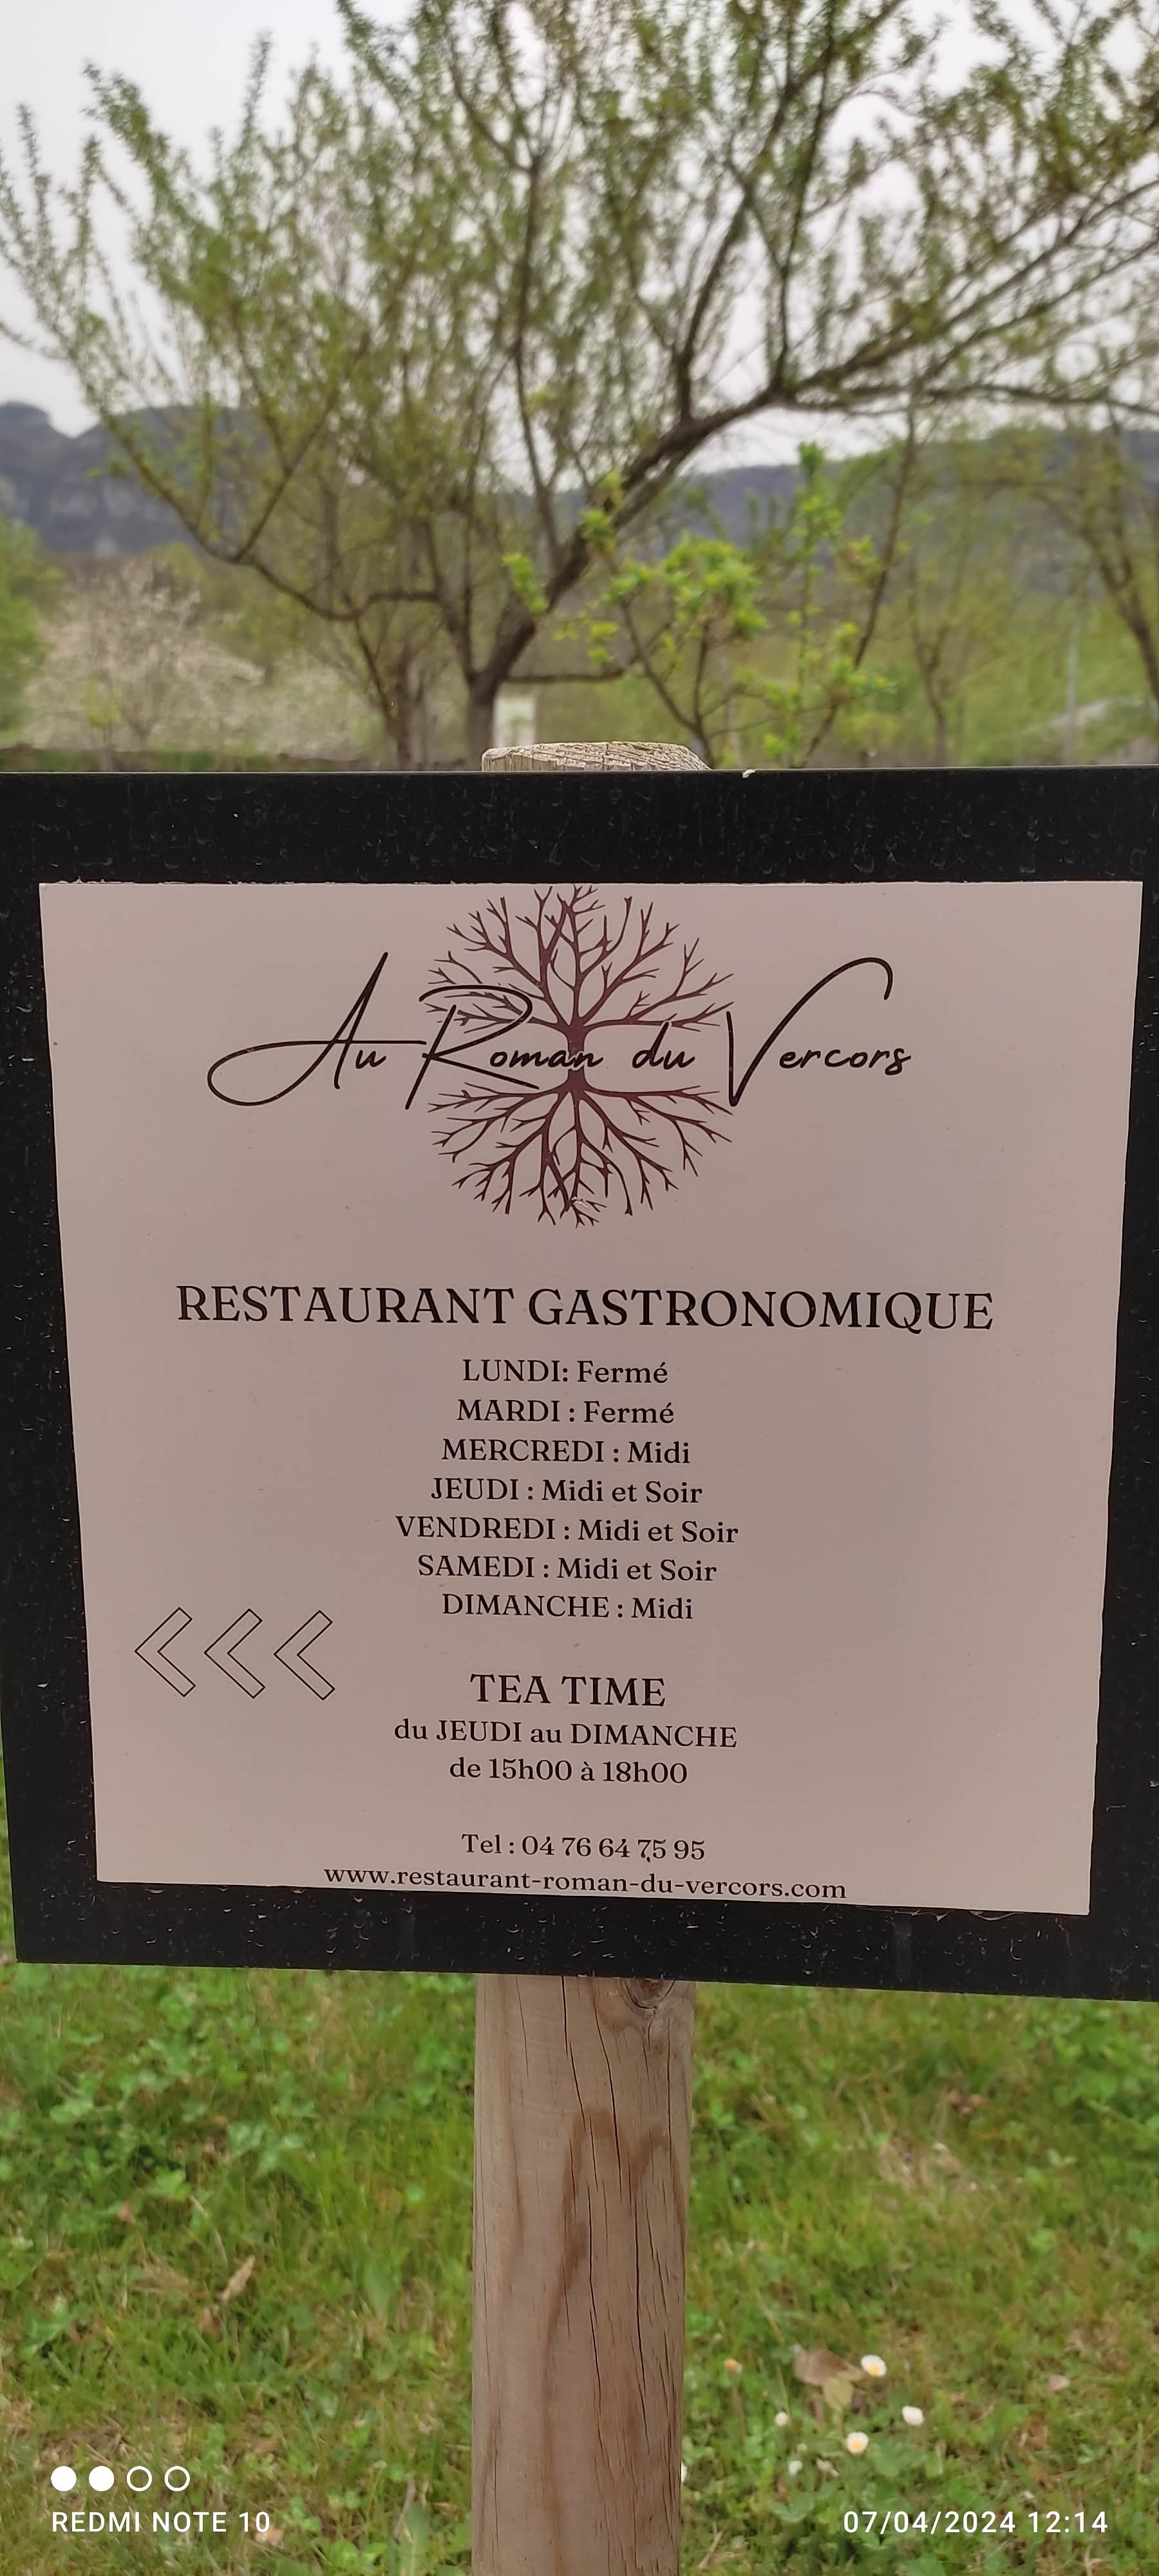 Au Roman du Vercors
RESTAURANT GASTRONOMIQUE
LUNDI: Fermé
MARDI : Fermé
MERCREDI : Midi
JEUDI : Midi et Soir
VENDREDI : Midi et Soir
SAMEDI : Midi et Soir
DIMANCHE : Midi
TEA TIME
du JEUDI au DIMANCHE
de 15h00 à 18h00
Tel : 04 76 64 75 95
www.restaurant-roman-du-vercors.com
REDMI NOTE 10
07/04/2024 12:14